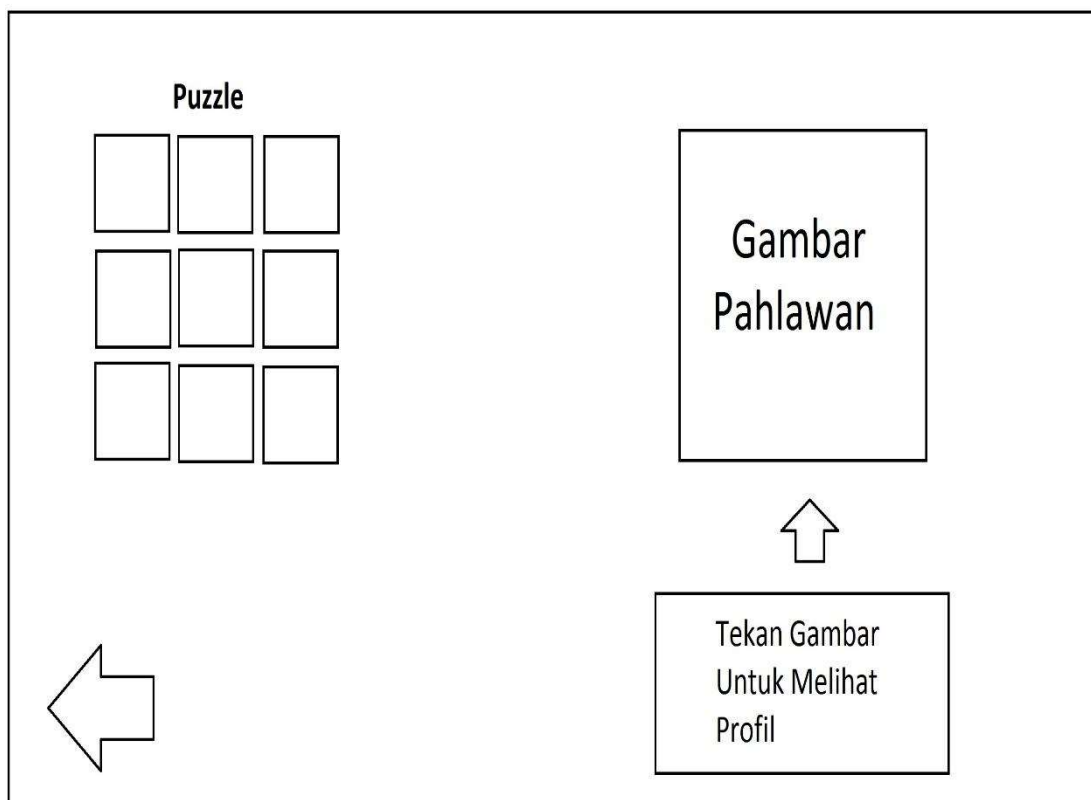 Puzzle
Gambar
Pahlawan
Tekan Gambar
Untuk Melihat
Profil